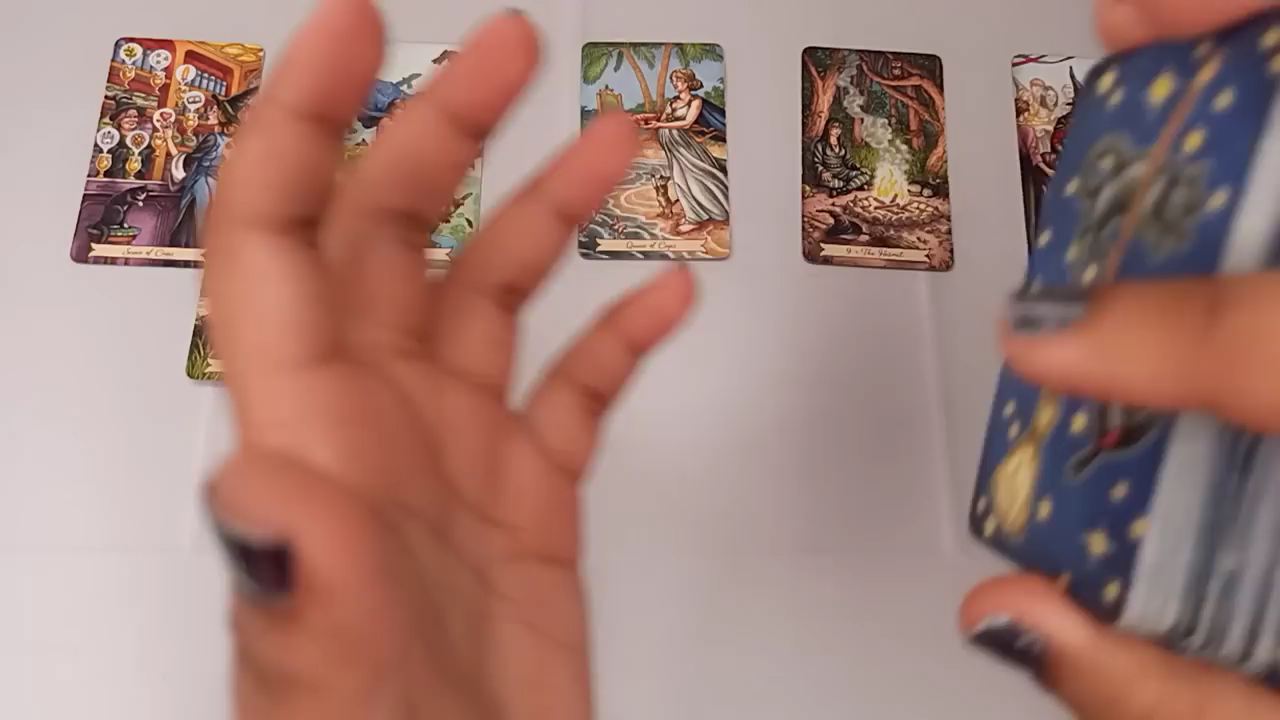 Seven of Cups
Queen of Cups
9 - The Hermit